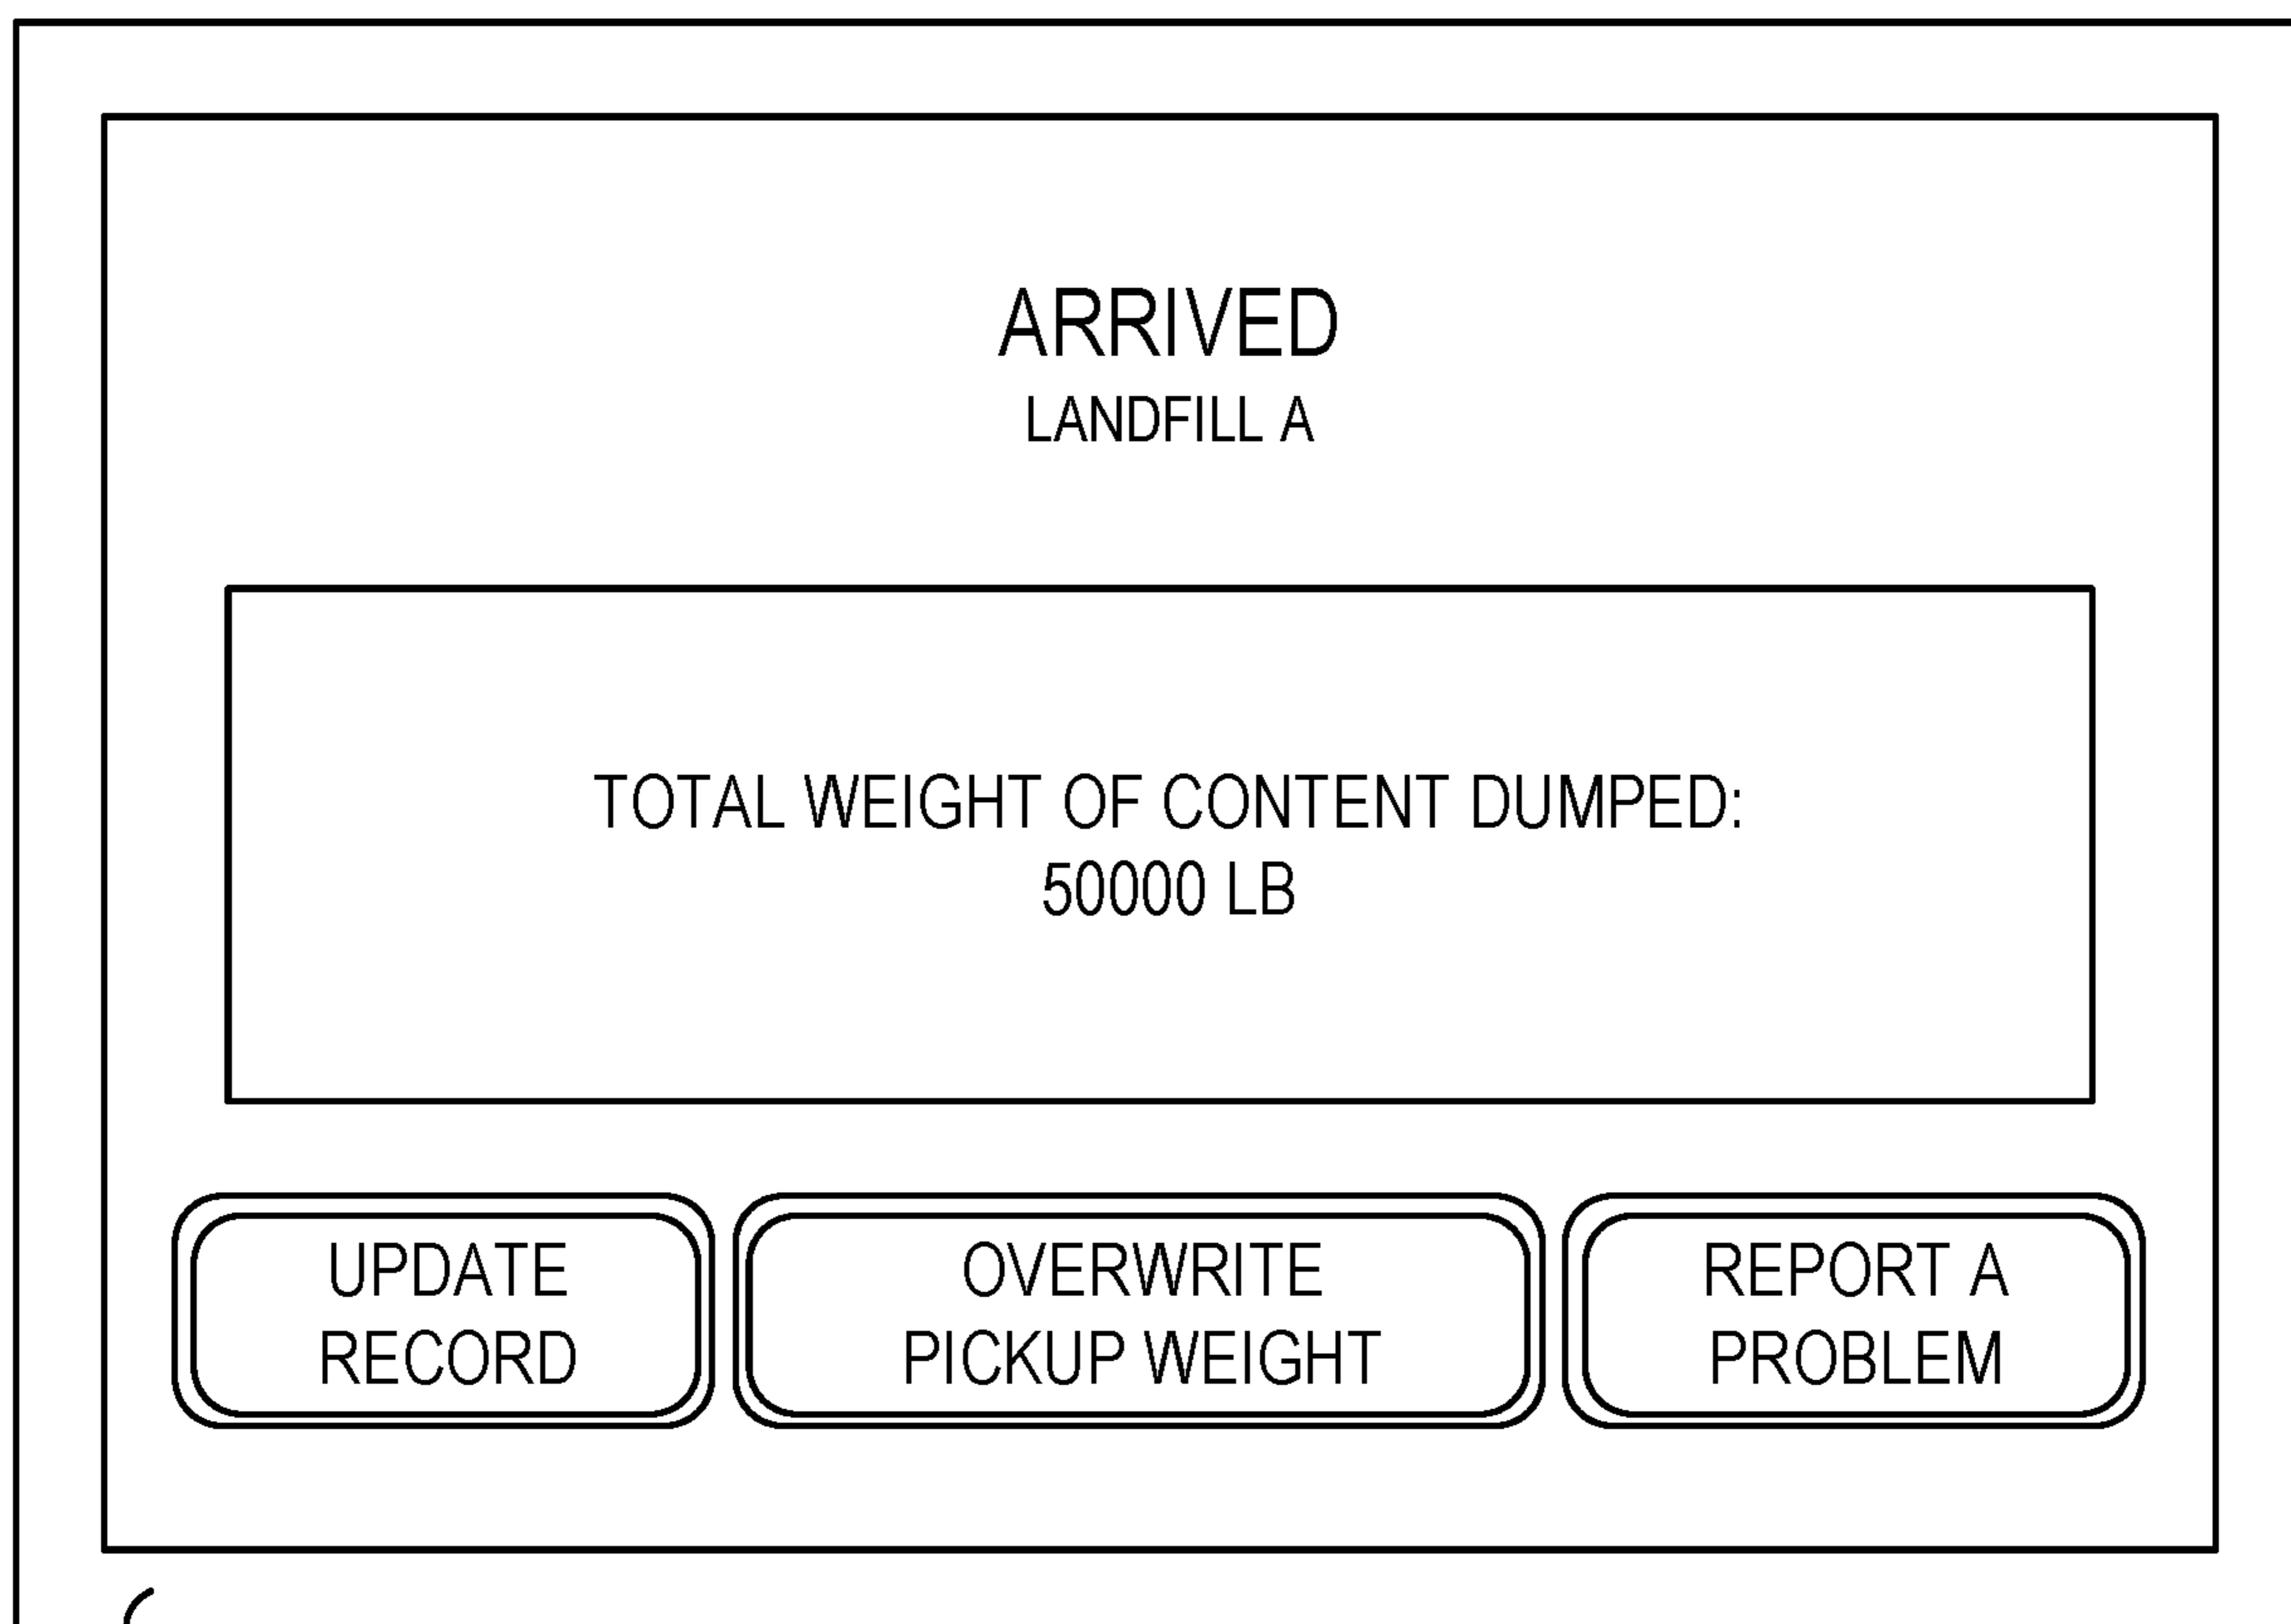 ARRIVED
LANDFILL A
TOTAL WEIGHT OF CONTENT DUMPED:
50000 LB
UPDATE
RECORD
OVERWRITE
PICKUP WEIGHT
REPORT A
PROBLEM